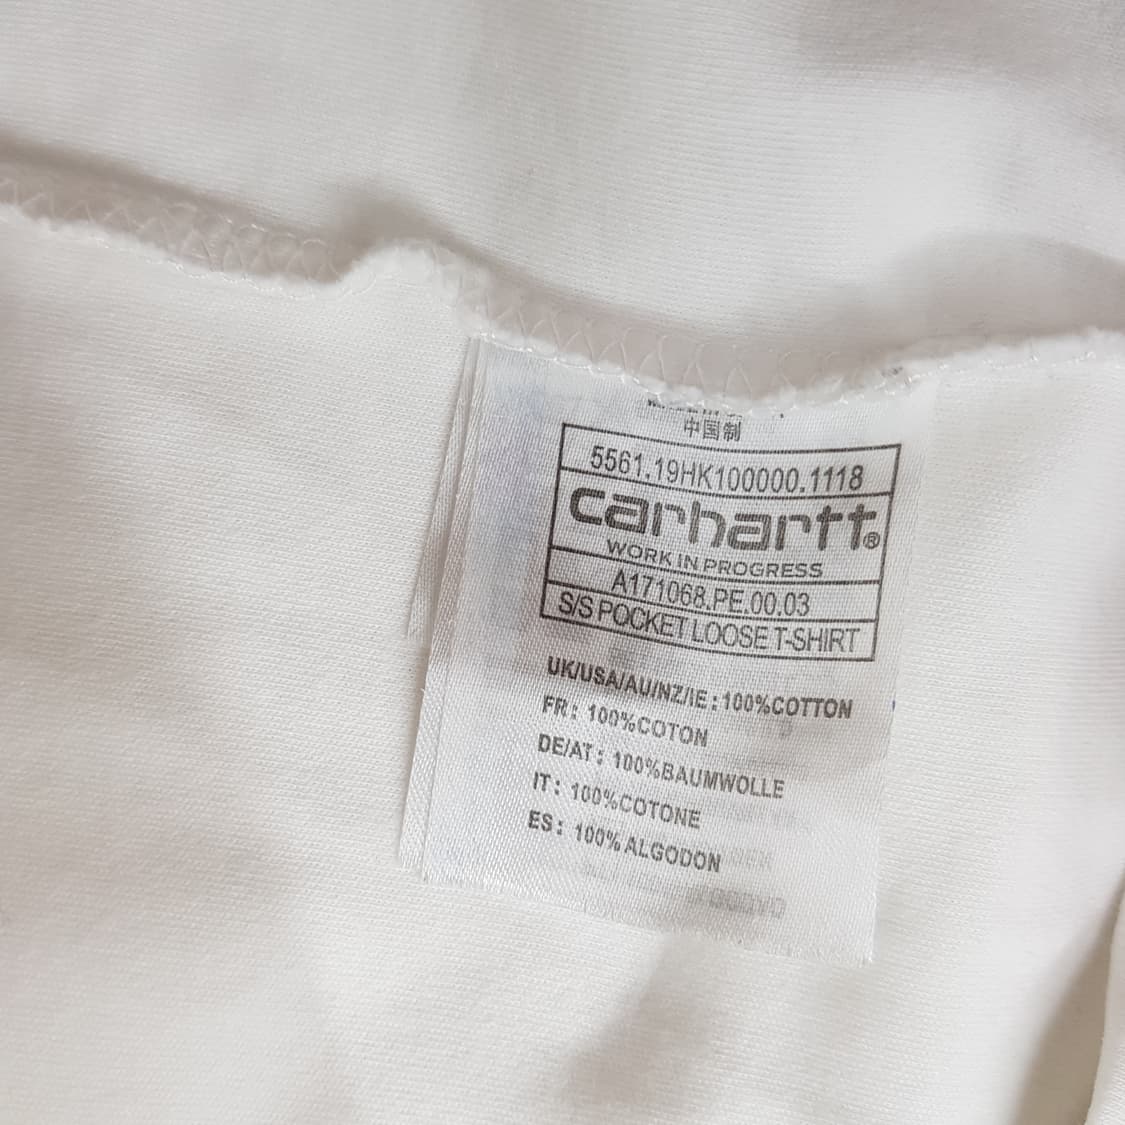 中国制
5561.19HK100000.1118
carhartt®
WORK IN PROGRESS
A171068.PE.00.03
S/S POCKET LOOSE T-SHIRT
UK/USA/AU/NZ/IE : 100%COTTON
FR : 100%COTON
DE/AT : 100%BAUMWOLLE
IT : 100%COTONE
ES : 100% ALGODON